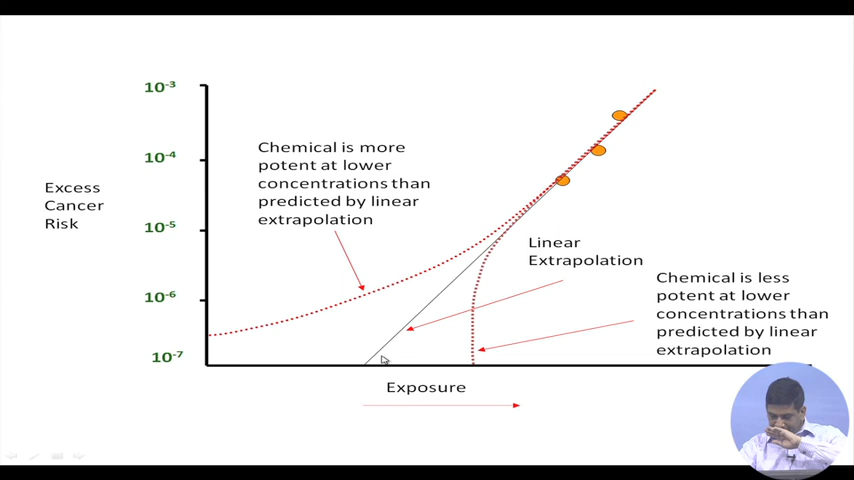 10-3
Chemical is more
potent at lower
concentrations than
predicted by linear
extrapolation
10-4
Excess
Cancer
Risk
10-5
Linear
Extrapolation
Chemical is less
potent at lower
concentrations than
predicted by linear
extrapolation
10-6
10-7
Exposure